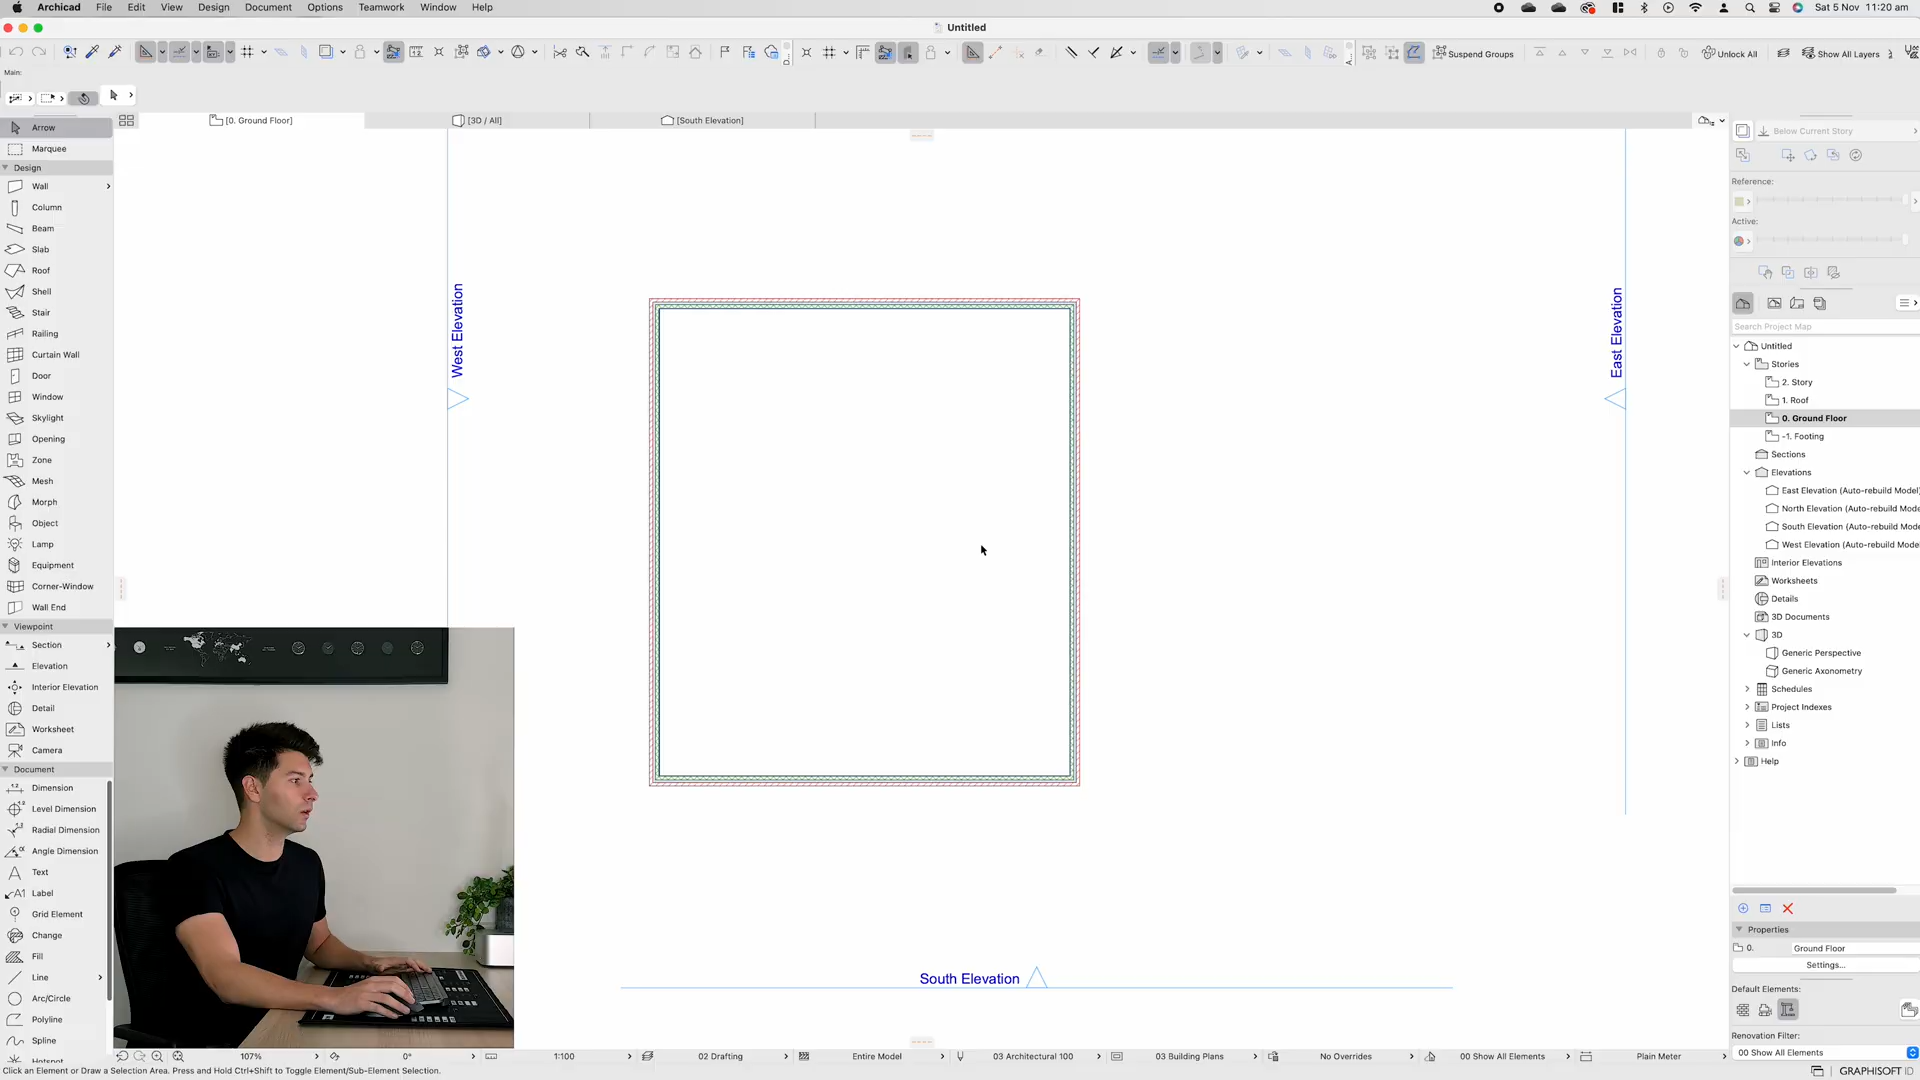 Archicad File Edit View Design Document Options Teamwork Window Help Sat 5 Nov 11:20 am
Untitled
Suspend Groups Unlock All Show All Layers
Main:
[0. Ground Floor] [3D / All] [South Elevation]
Arrow
Marquee
Design
Wall
Column
Beam
Slab
Roof
Shell
Stair
Railing
Curtain Wall
Door
Window
Skylight
Opening
Zone
Mesh
Morph
Object
Lamp
Equipment
Corner-Window
Wall End
Viewpoint
Section
Elevation
Interior Elevation
Detail
Worksheet
Camera
Document
Dimension
Level Dimension
Radial Dimension
Angle Dimension
Text
A1 Label
Grid Element
Change
Fill
Line
Arc/Circle
Polyline
Spline
Hotspot
West Elevation
East Elevation
South Elevation
Below Current Story
Reference:
Active:
Search Project Map
Untitled
Stories
2. Story
1. Roof
0. Ground Floor
-1. Footing
Sections
Elevations
East Elevation (Auto-rebuild Model)
North Elevation (Auto-rebuild Mode
South Elevation (Auto-rebuild Mode
West Elevation (Auto-rebuild Mode
Interior Elevations
Worksheets
Details
3D Documents
3D
Generic Perspective
Generic Axonometry
Schedules
Project Indexes
Lists
Info
Help
Properties
0. Ground Floor
Settings...
Default Elements:
Renovation Filter:
00 Show All Elements
107% 0° 1:100 02 Drafting Entire Model 03 Architectural 100 03 Building Plans No Overrides 00 Show All Elements Plain Meter
Click an Element or Draw a Selection Area. Press and Hold Ctrl+Shift to Toggle Element/Sub-Element Selection.
GRAPHISOFT ID